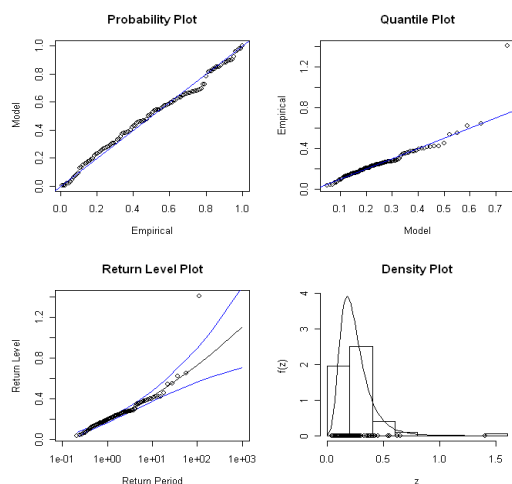 Probability Plot
Model
0.0 0.2 0.4 0.6 0.8 1.0
0.0 0.2 0.4 0.6 0.8 1.0
Empirical
Quantile Plot
Empirical
0.0 0.4 0.8 1.2
0.1 0.2 0.3 0.4 0.5 0.6 0.7
Model
Return Level Plot
Return Level
0.0 0.4 0.8 1.2
1e-01 1e+00 1e+01 1e+02 1e+03
Return Period
Density Plot
f(z)
0 1 2 3 4
0.0 0.5 1.0 1.5
z